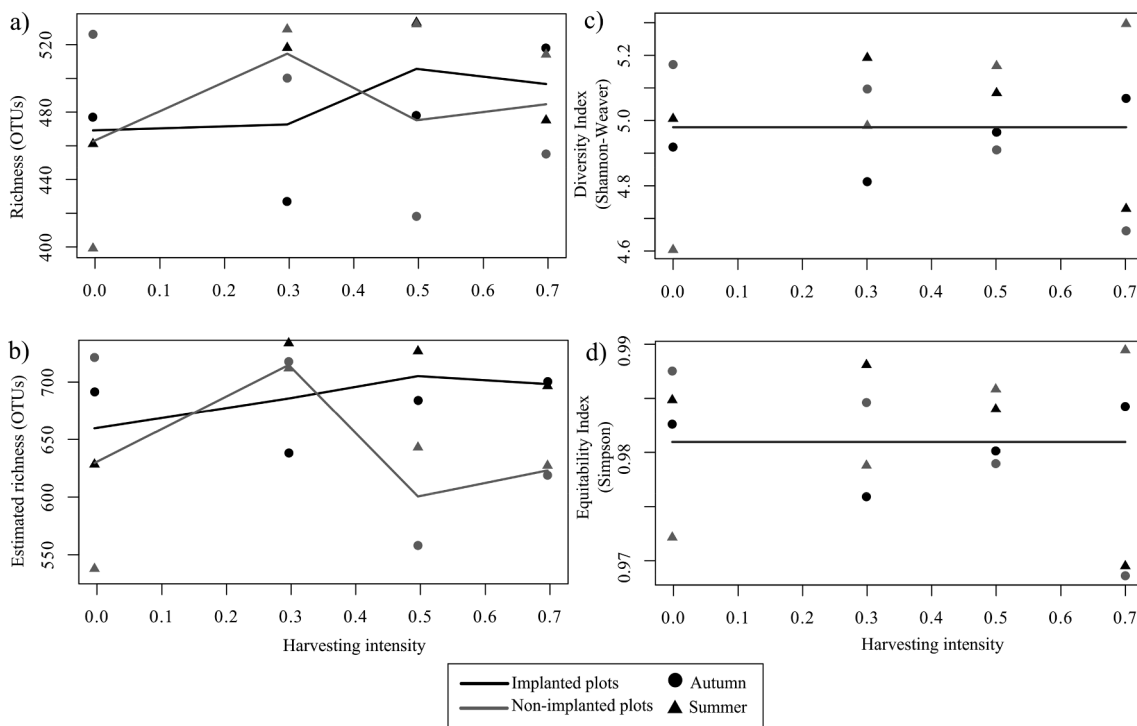 a)
Richness (OTUs)
520
480
440
400
0.0 0.1 0.2 0.3 0.4 0.5 0.6 0.7
c)
Diversity Index
(Shannon-Weaver)
5.2
5.0
4.8
4.6
0.0 0.1 0.2 0.3 0.4 0.5 0.6 0.7
b)
Estimated richness (OTUs)
700
650
600
550
0.0 0.1 0.2 0.3 0.4 0.5 0.6 0.7
Harvesting intensity
d)
Equitability Index
(Simpson)
0.99
0.98
0.97
0.0 0.1 0.2 0.3 0.4 0.5 0.6 0.7
Harvesting intensity
Implanted plots Autumn
Non-implanted plots Summer